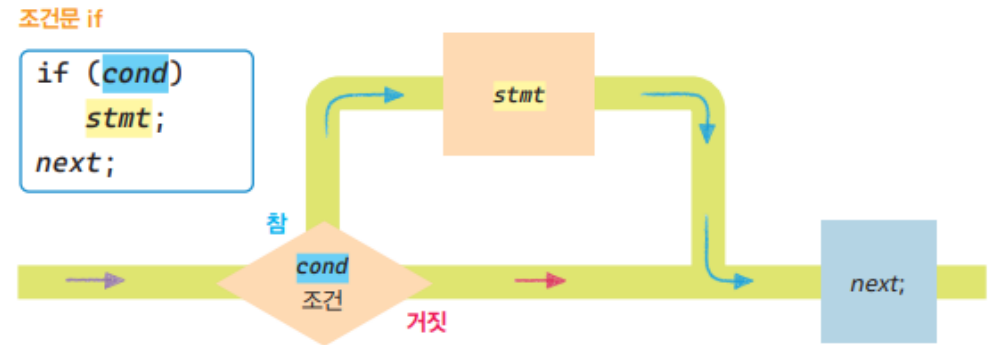 조건문 if
if (cond)
stmt;
next;
stmt
참
cond
조건
거짓
next;